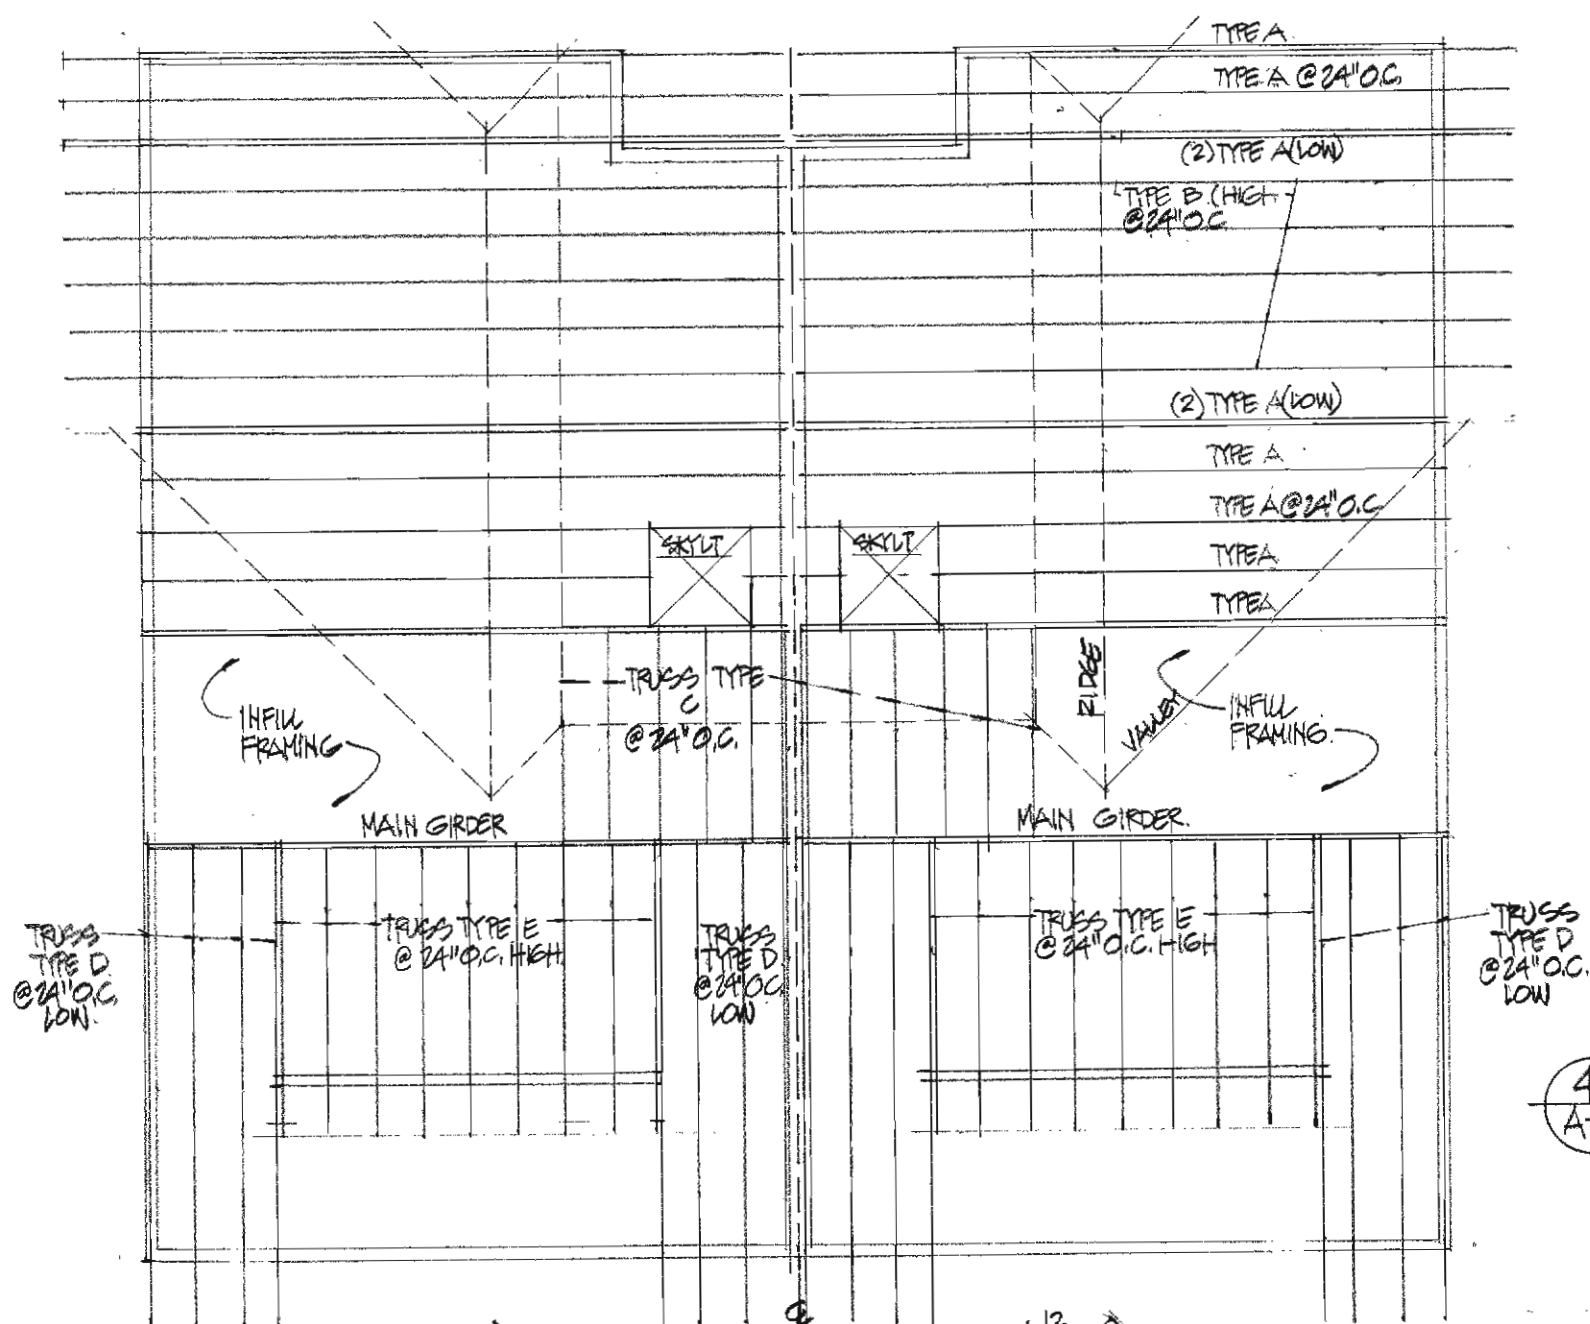 TYPE A
TYPE A @ 24" O.C.
(2) TYPE A (LOW)
TYPE B (HIGH
@ 24" O.C.
(2) TYPE A (LOW)
TYPE A
TYPE A @ 24" O.C.
SKYLT
SKYLT
TYPE A
TYPE A
TRUSS TYPE
C
@ 24" O.C.
RIDGE
VALLEY
INFILL
FRAMING
INFILL
FRAMING.
MAIN GIRDER
MAIN GIRDER.
TRUSS
TYPE D
@ 24" O.C.
LOW.
TRUSS TYPE E
@ 24" O.C. HIGH
TRUSS
TYPE D
@ 24" O.C.
LOW
TRUSS TYPE E
@ 24" O.C. HIGH
TRUSS
TYPE D
@ 24" O.C.
LOW
4
A-
℄
12